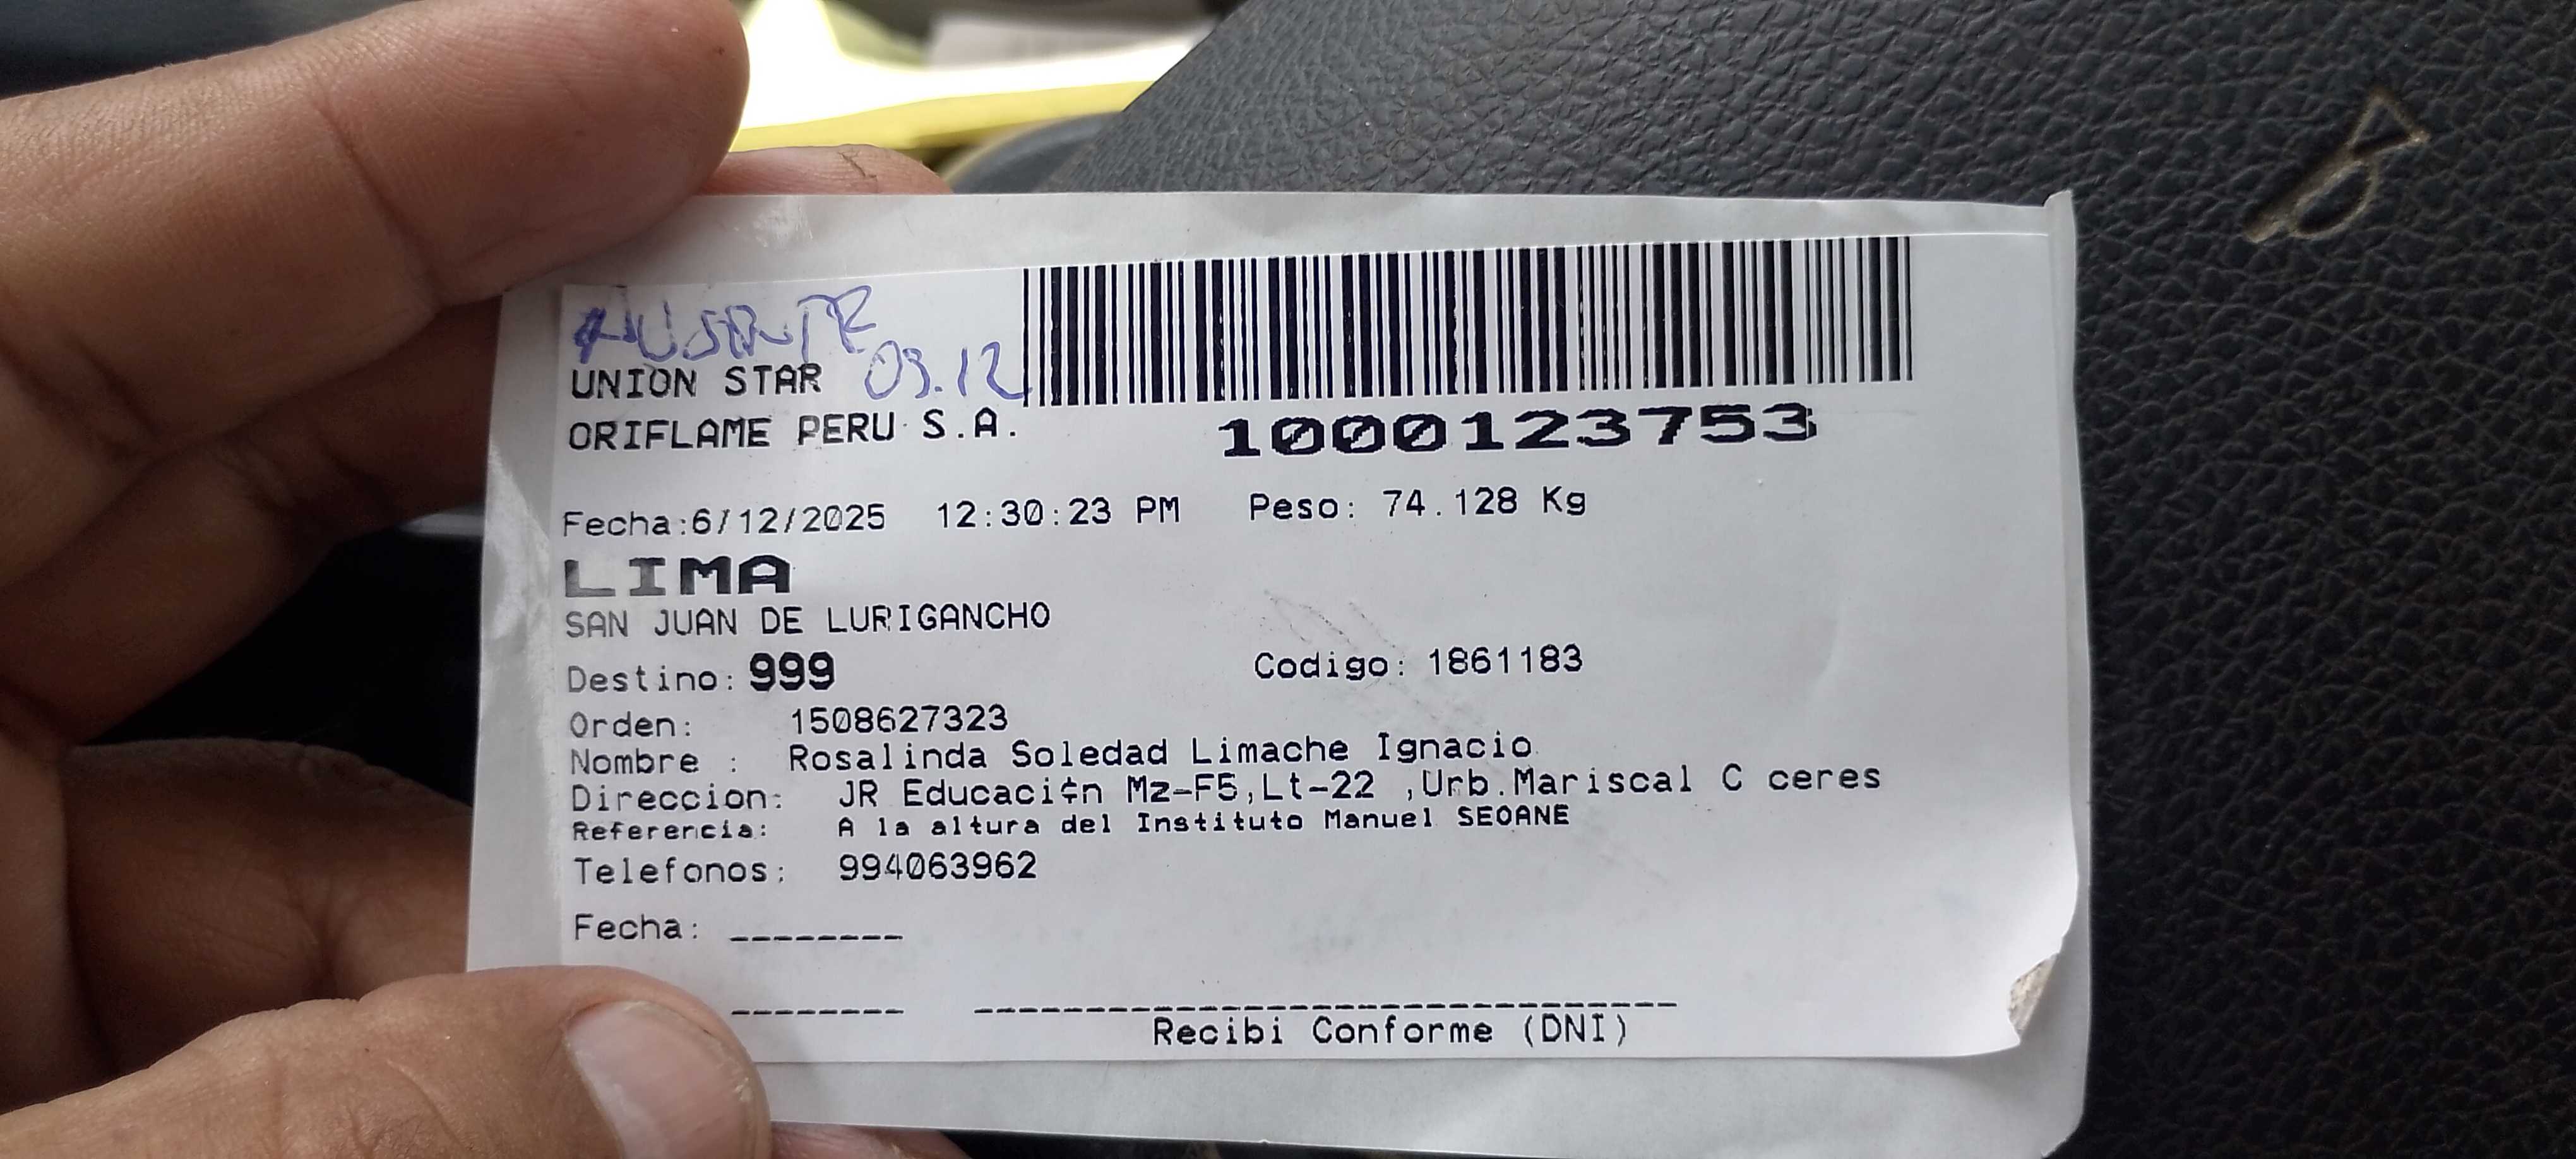 AUSENTE
UNION STAR 09.12
ORIFLAME PERU S.A.
1000123753
Fecha:6/12/2025 12:30:23 PM Peso: 74.128 Kg
LIMA
SAN JUAN DE LURIGANCHO
Destino: 999 Codigo: 1861183
Orden: 1508627323
Nombre : Rosalinda Soledad Limache Ignacio
Direccion: JR Educaci¢n Mz-F5,Lt-22 ,Urb.Mariscal C ceres
Referencia: A la altura del Instituto Manuel SEOANE
Telefonos: 994063962
Fecha: ________
Recibi Conforme (DNI)